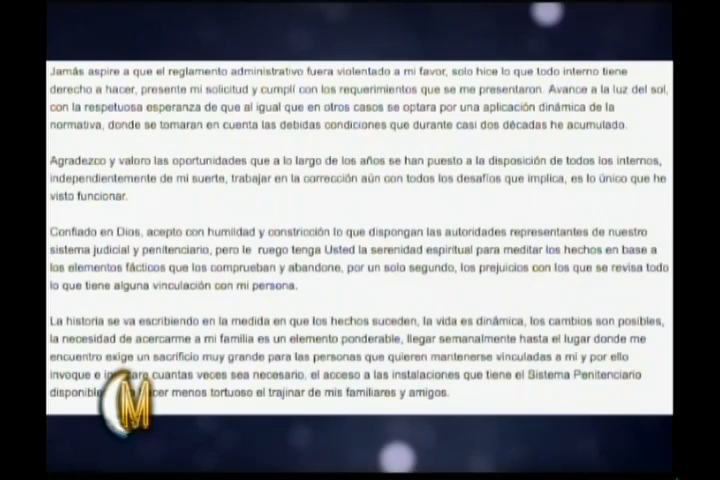 Jamás aspire a que el reglamento administrativo fuera violentado a mi favor, solo hice lo que todo interno tiene
derecho a hacer, presente mi solicitud y cumplí con los requerimientos que se me presentaron. Avance a la luz del sol,
con la respetuosa esperanza de que al igual que en otros casos se optara por una aplicación dinámica de la
normativa, donde se tomaran en cuenta las debidas condiciones que durante casi dos décadas he acumulado.
Agradezco y valoro las oportunidades que a lo largo de los años se han puesto a la disposición de todos los internos,
independientemente de mi suerte, trabajar en la corrección aún con todos los desafíos que implica, es lo único que he
visto funcionar.
Confiado en Dios, acepto con humildad y constricción lo que dispongan las autoridades representantes de nuestro
sistema judicial y penitenciario, pero le ruego tenga Usted la serenidad espiritual para meditar los hechos en base a
los elementos fácticos que los comprueban y abandone, por un solo segundo, los prejuicios con los que se revisa todo
lo que tiene alguna vinculación con mi persona.
La historia se va escribiendo en la medida en que los hechos suceden, la vida es dinámica, los cambios son posibles,
la necesidad de acercarme a mi familia es un elemento ponderable, llegar semanalmente hasta el lugar donde me
encuentro exige un sacrificio muy grande para las personas que quieren mantenerse vinculadas a mi y por ello
invoque e cuantas veces sea necesario, el acceso a las instalaciones que tiene el Sistema Penitenciario
disponible menos tortuoso el trajinar de mis familiares y amigos.
M